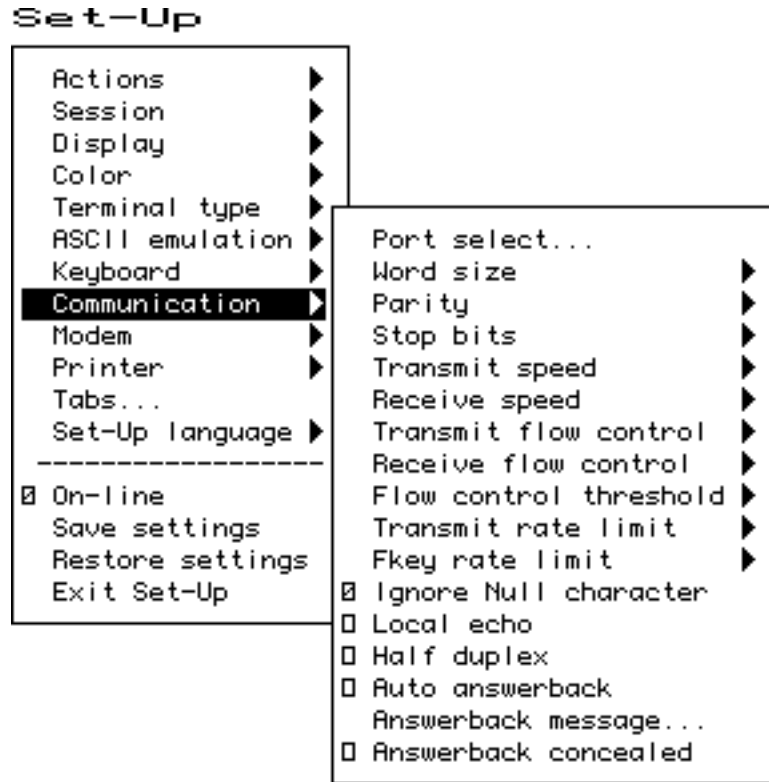 Set-Up
Actions
Session
Display
Color
Terminal type
ASCII emulation
Keyboard
Communication
Modem
Printer
Tabs...
Set-Up language
------------------
On-line
Save settings
Restore settings
Exit Set-Up
Port select...
Word size
Parity
Stop bits
Transmit speed
Receive speed
Transmit flow control
Receive flow control
Flow control threshold
Transmit rate limit
Fkey rate limit
Ignore Null character
Local echo
Half duplex
Auto answerback
Answerback message...
Answerback concealed